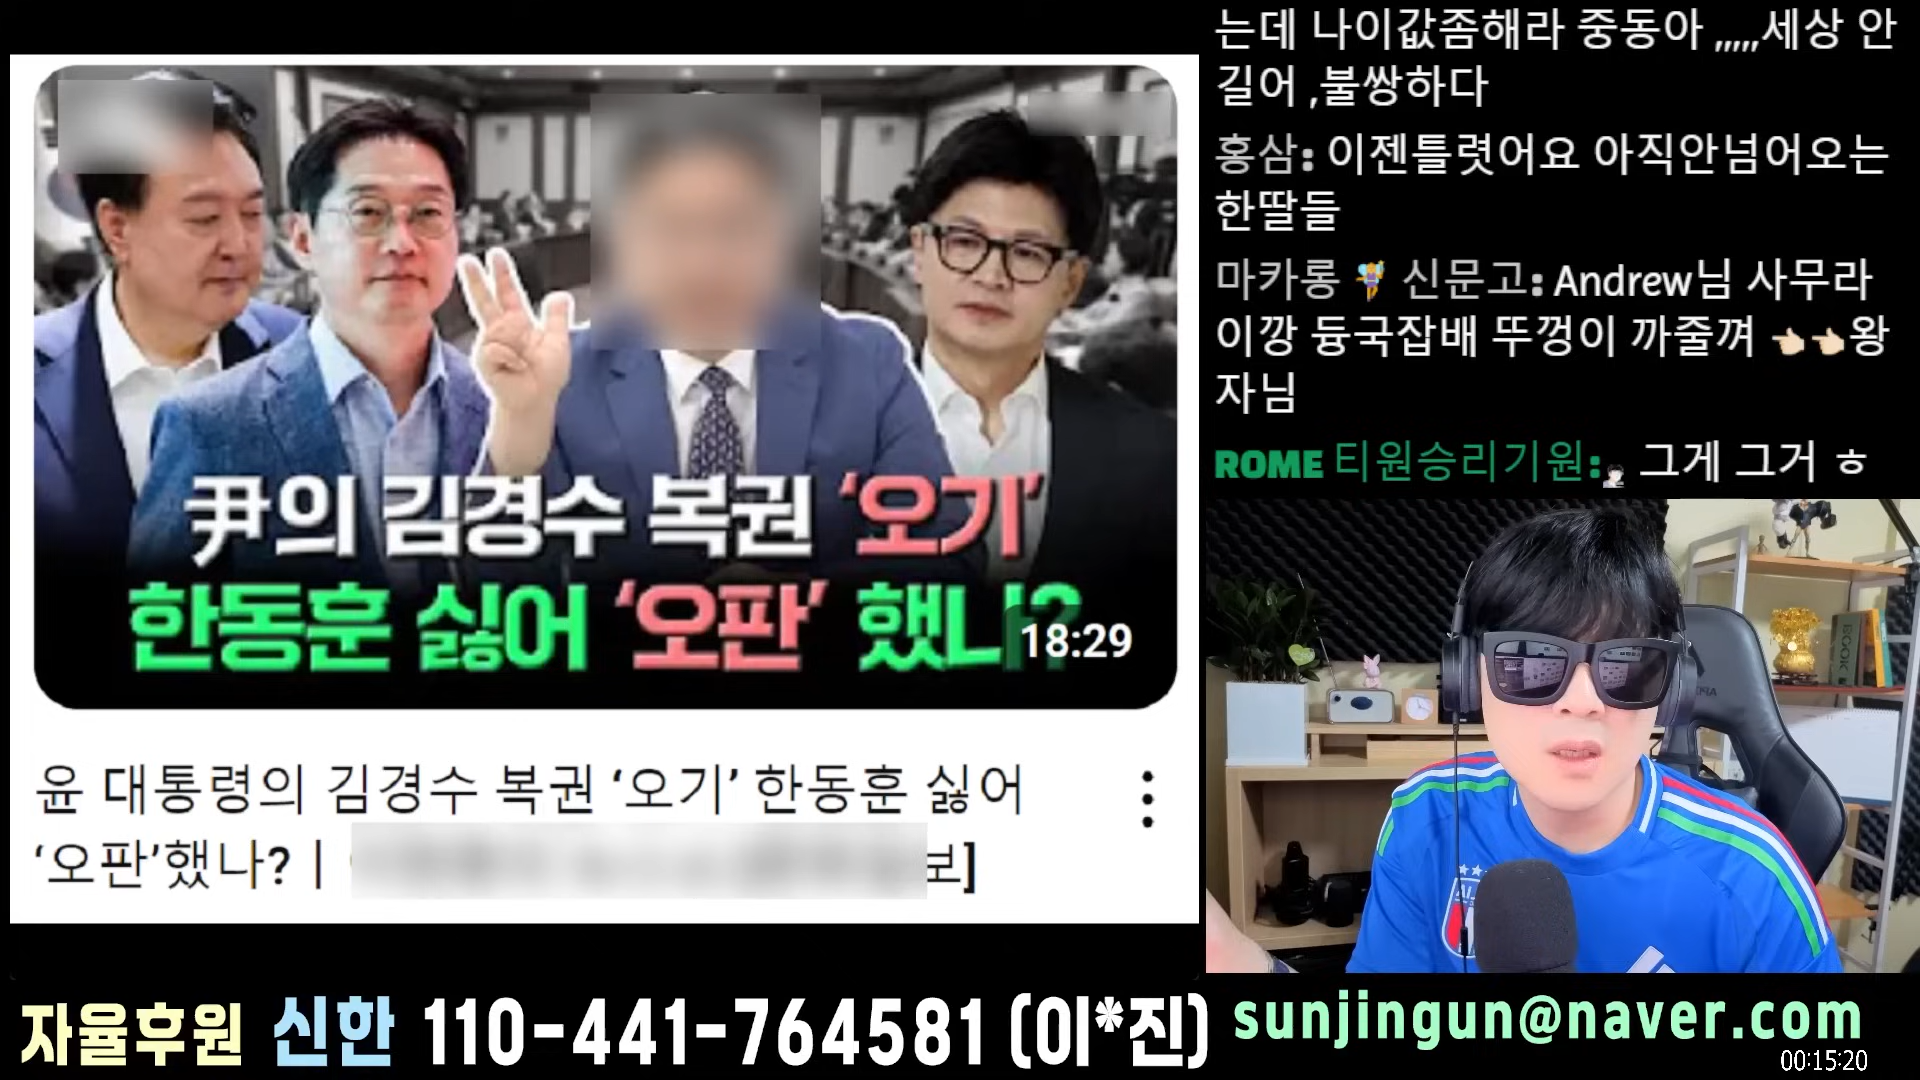 尹의 김경수 복권 ‘오기’
한동훈 싫어 ‘오판’ 했나?
18:29
윤 대통령의 김경수 복권 ‘오기’ 한동훈 싫어
‘오판’했나? | 보]
는데 나이값좀해라 중동아 ,,,,,세상 안
길어 ,불쌍하다
홍삼: 이젠틀렷어요 아직안넘어오는
한딸들
마카롱🧚‍♀️신문고: Andrew님 사무라
이깡 듕국잡배 뚜껑이 까줄껴 👈🏻👈🏻왕
자님
ROME 티원승리기원: 그게 그거 ㅎ
BOOK
자율후원 신한 110-441-764581 (이*진)
sunjingun@naver.com
00:15:20